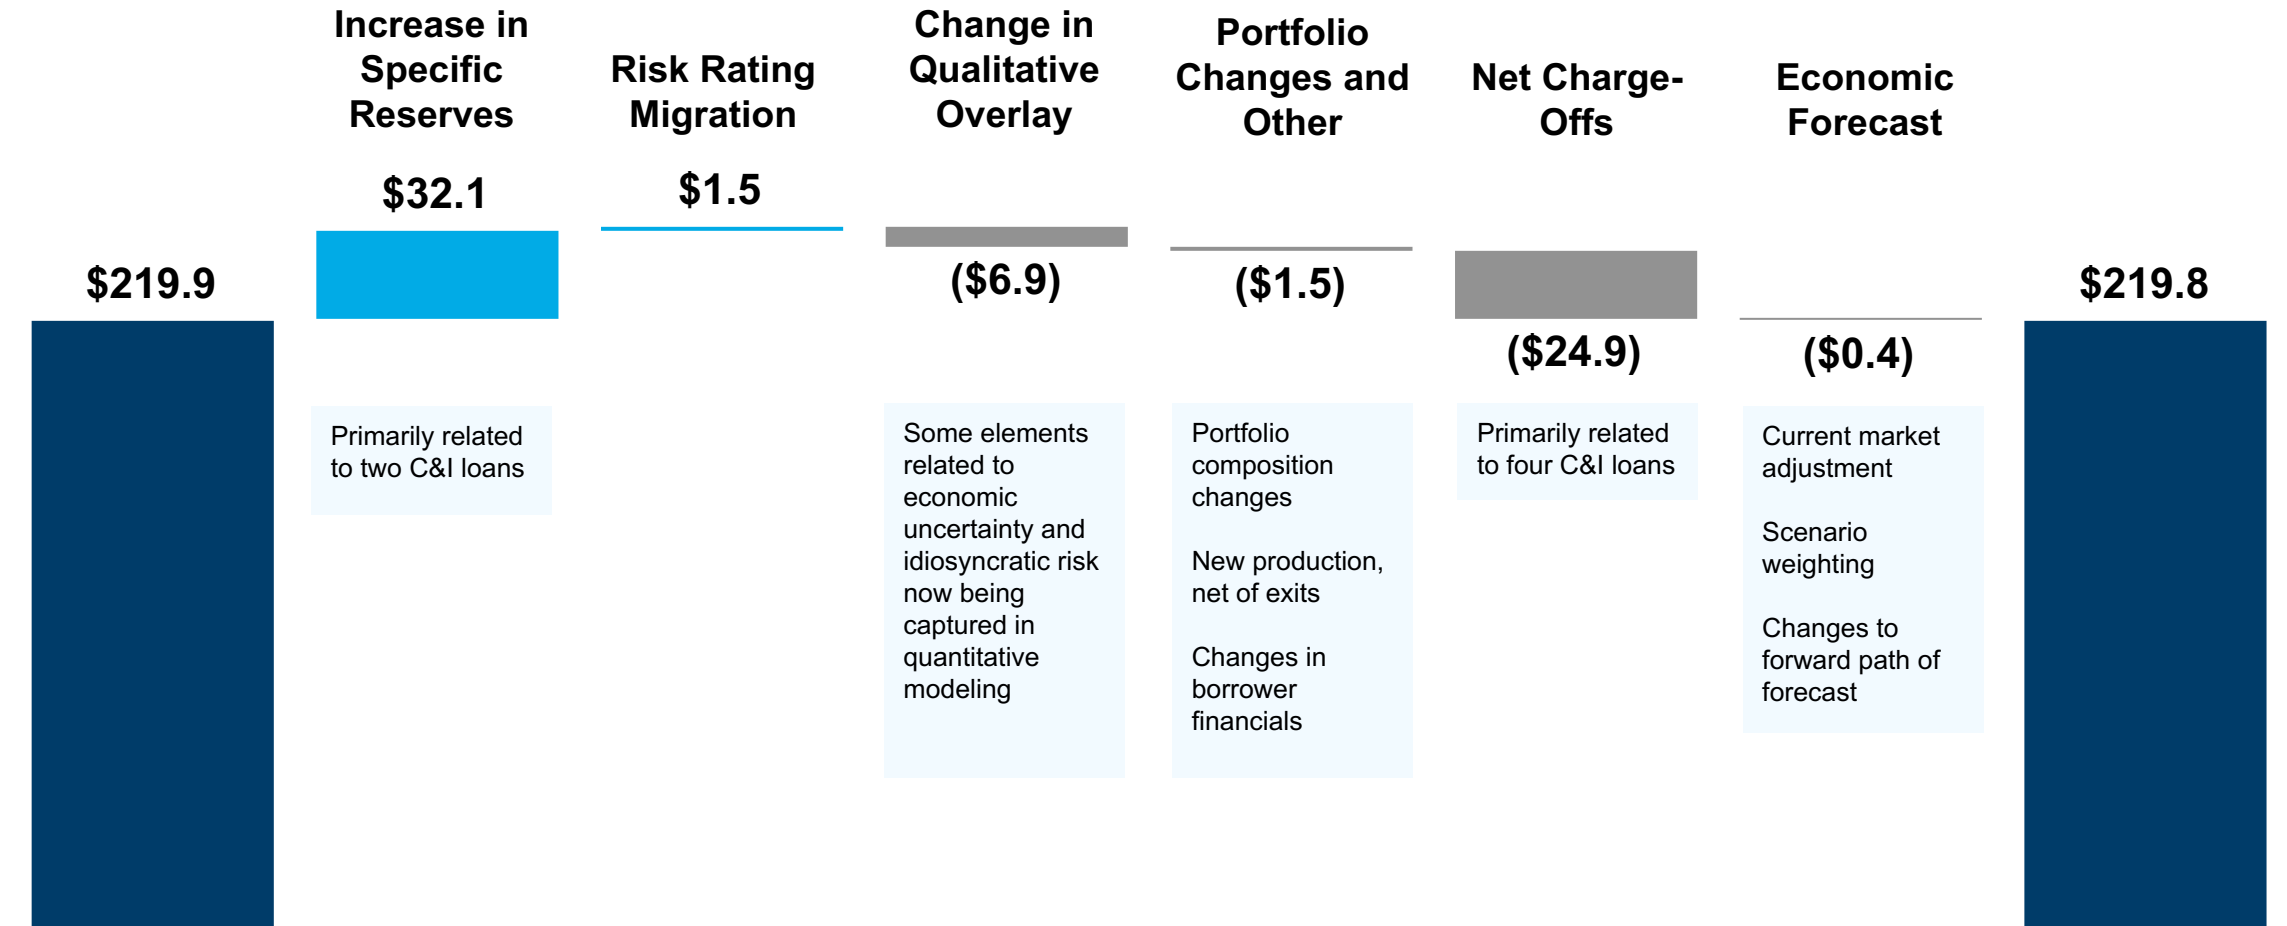 Increase in
Specific
Reserves
Risk Rating
Migration
Change in
Qualitative
Overlay
Portfolio
Changes and
Other
Net Charge-
Offs
Economic
Forecast
$219.9
$32.1
$1.5
($6.9)
($1.5)
($24.9)
($0.4)
$219.8
Primarily related
to two C&I loans
Some elements
related to
economic
uncertainty and
idiosyncratic risk
now being
captured in
quantitative
modeling
Portfolio
composition
changes
New production,
net of exits
Changes in
borrower
financials
Primarily related
to four C&I loans
Current market
adjustment
Scenario
weighting
Changes to
forward path of
forecast